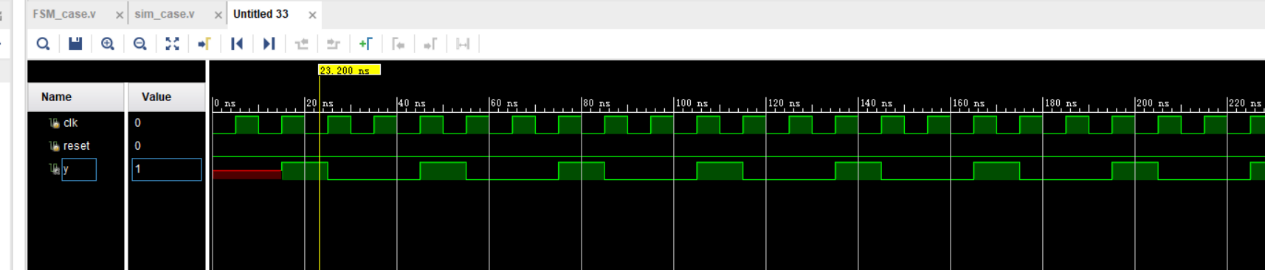 FSM_case.v × sim_case.v × Untitled 33 ×
23.200 ns
Name Value
0 ns 20 ns 40 ns 60 ns 80 ns 100 ns 120 ns 140 ns 160 ns 180 ns 200 ns 220 ns
clk 0
reset 0
y 1